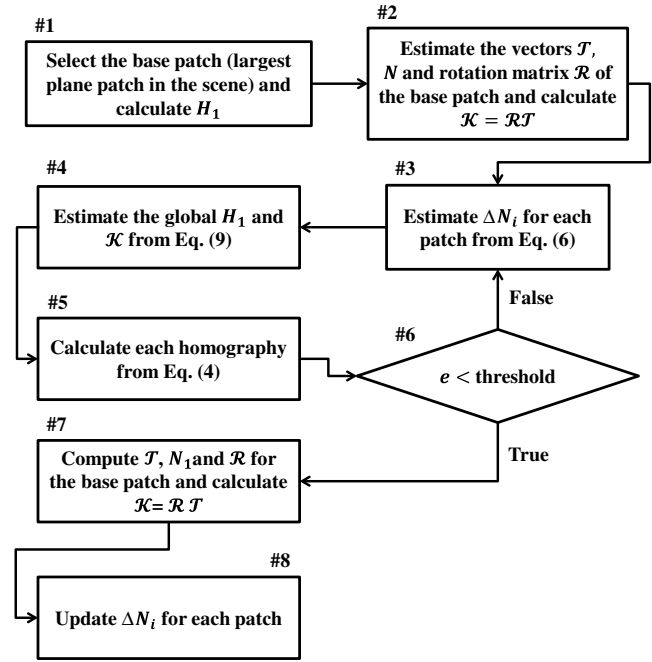 #1
Select the base patch (largest
plane patch in the scene) and
calculate 𝑯₁
#2
Estimate the vectors 𝓣,
𝑵 and rotation matrix 𝓡 of
the base patch and calculate
𝓚 = 𝓡𝓣
#3
Estimate Δ𝑵ᵢ for each
patch from Eq. (6)
#4
Estimate the global 𝑯₁ and
𝓚 from Eq. (9)
#5
Calculate each homography
from Eq. (4)
#6
𝒆 < threshold
False
True
#7
Compute 𝓣, 𝑵₁and 𝓡 for
the base patch and calculate
𝓚= 𝓡 𝓣
#8
Update Δ𝑵ᵢ for each patch